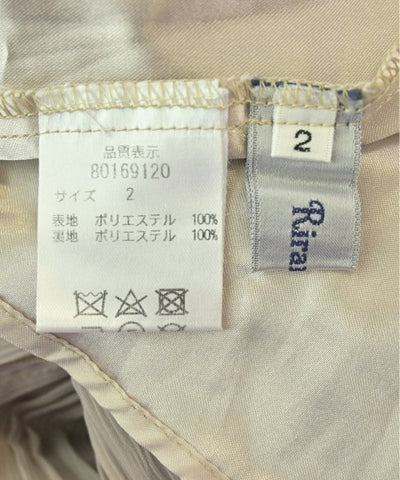 品質表示
80169120
サイズ 2
表地 ポリエステル 100%
裏地 ポリエステル 100%
2